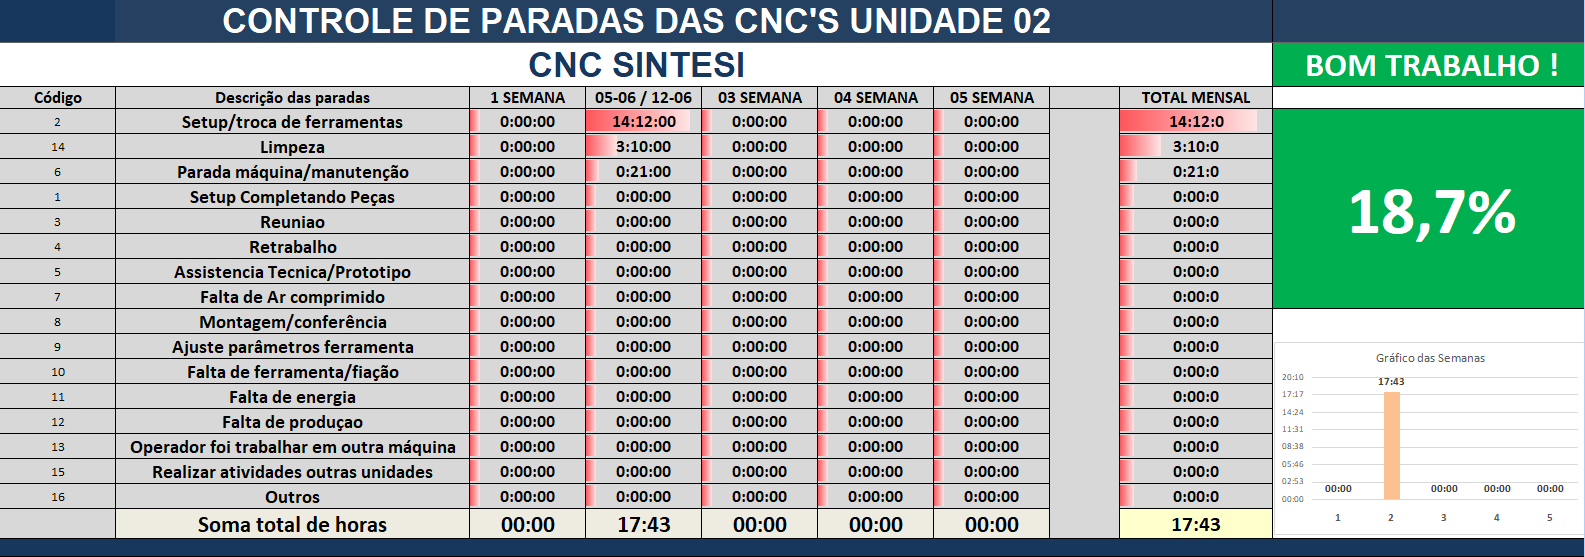 CONTROLE DE PARADAS DAS CNC'S UNIDADE 02
CNC SINTESI
BOM TRABALHO !
Código Descrição das paradas 1 SEMANA 05-06 / 12-06 03 SEMANA 04 SEMANA 05 SEMANA TOTAL MENSAL
2 Setup/troca de ferramentas 0:00:00 14:12:00 0:00:00 0:00:00 0:00:00 14:12:0
14 Limpeza 0:00:00 3:10:00 0:00:00 0:00:00 0:00:00 3:10:0
6 Parada máquina/manutenção 0:00:00 0:21:00 0:00:00 0:00:00 0:00:00 0:21:0
1 Setup Completando Peças 0:00:00 0:00:00 0:00:00 0:00:00 0:00:00 0:00:0
3 Reuniao 0:00:00 0:00:00 0:00:00 0:00:00 0:00:00 0:00:0
4 Retrabalho 0:00:00 0:00:00 0:00:00 0:00:00 0:00:00 0:00:0
5 Assistencia Tecnica/Prototipo 0:00:00 0:00:00 0:00:00 0:00:00 0:00:00 0:00:0
7 Falta de Ar comprimido 0:00:00 0:00:00 0:00:00 0:00:00 0:00:00 0:00:0
8 Montagem/conferência 0:00:00 0:00:00 0:00:00 0:00:00 0:00:00 0:00:0
9 Ajuste parâmetros ferramenta 0:00:00 0:00:00 0:00:00 0:00:00 0:00:00 0:00:0
10 Falta de ferramenta/fiação 0:00:00 0:00:00 0:00:00 0:00:00 0:00:00 0:00:0
11 Falta de energia 0:00:00 0:00:00 0:00:00 0:00:00 0:00:00 0:00:0
12 Falta de produçao 0:00:00 0:00:00 0:00:00 0:00:00 0:00:00 0:00:0
13 Operador foi trabalhar em outra máquina 0:00:00 0:00:00 0:00:00 0:00:00 0:00:00 0:00:0
15 Realizar atividades outras unidades 0:00:00 0:00:00 0:00:00 0:00:00 0:00:00 0:00:0
16 Outros 0:00:00 0:00:00 0:00:00 0:00:00 0:00:00 0:00:0
Soma total de horas 00:00 17:43 00:00 00:00 00:00 17:43
18,7%
Gráfico das Semanas
20:10
17:43
17:17
14:24
11:31
08:38
05:46
02:53
00:00 00:00 00:00 00:00
00:00
1 2 3 4 5